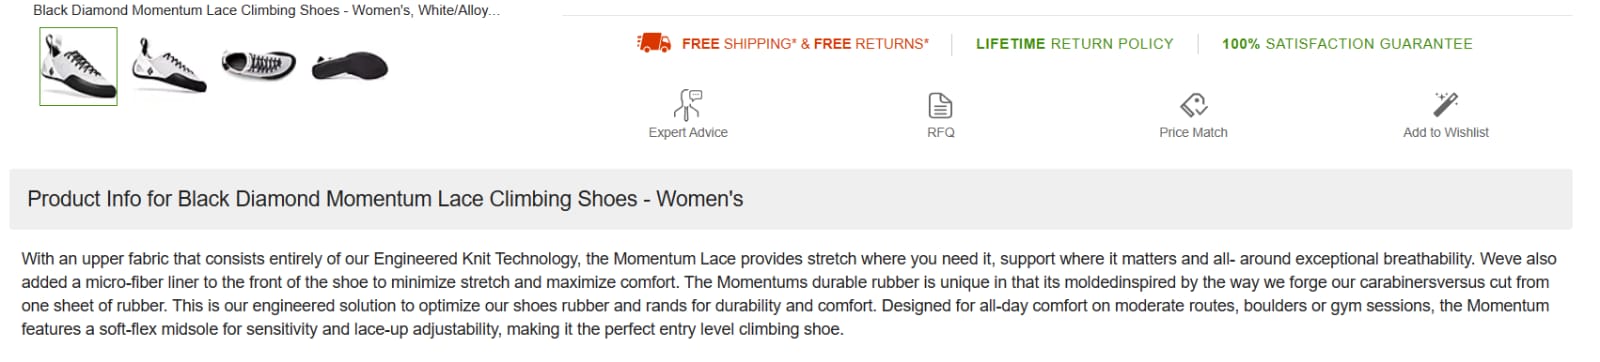 Black Diamond Momentum Lace Climbing Shoes - Women's, White/Alloy...
FREE SHIPPING* & FREE RETURNS*
LIFETIME RETURN POLICY
100% SATISFACTION GUARANTEE
Expert Advice
RFQ
Price Match
Add to Wishlist
Product Info for Black Diamond Momentum Lace Climbing Shoes - Women's
With an upper fabric that consists entirely of our Engineered Knit Technology, the Momentum Lace provides stretch where you need it, support where it matters and all- around exceptional breathability. Weve also
added a micro-fiber liner to the front of the shoe to minimize stretch and maximize comfort. The Momentums durable rubber is unique in that its moldedinspired by the way we forge our carabinersversus cut from
one sheet of rubber. This is our engineered solution to optimize our shoes rubber and rands for durability and comfort. Designed for all-day comfort on moderate routes, boulders or gym sessions, the Momentum
features a soft-flex midsole for sensitivity and lace-up adjustability, making it the perfect entry level climbing shoe.